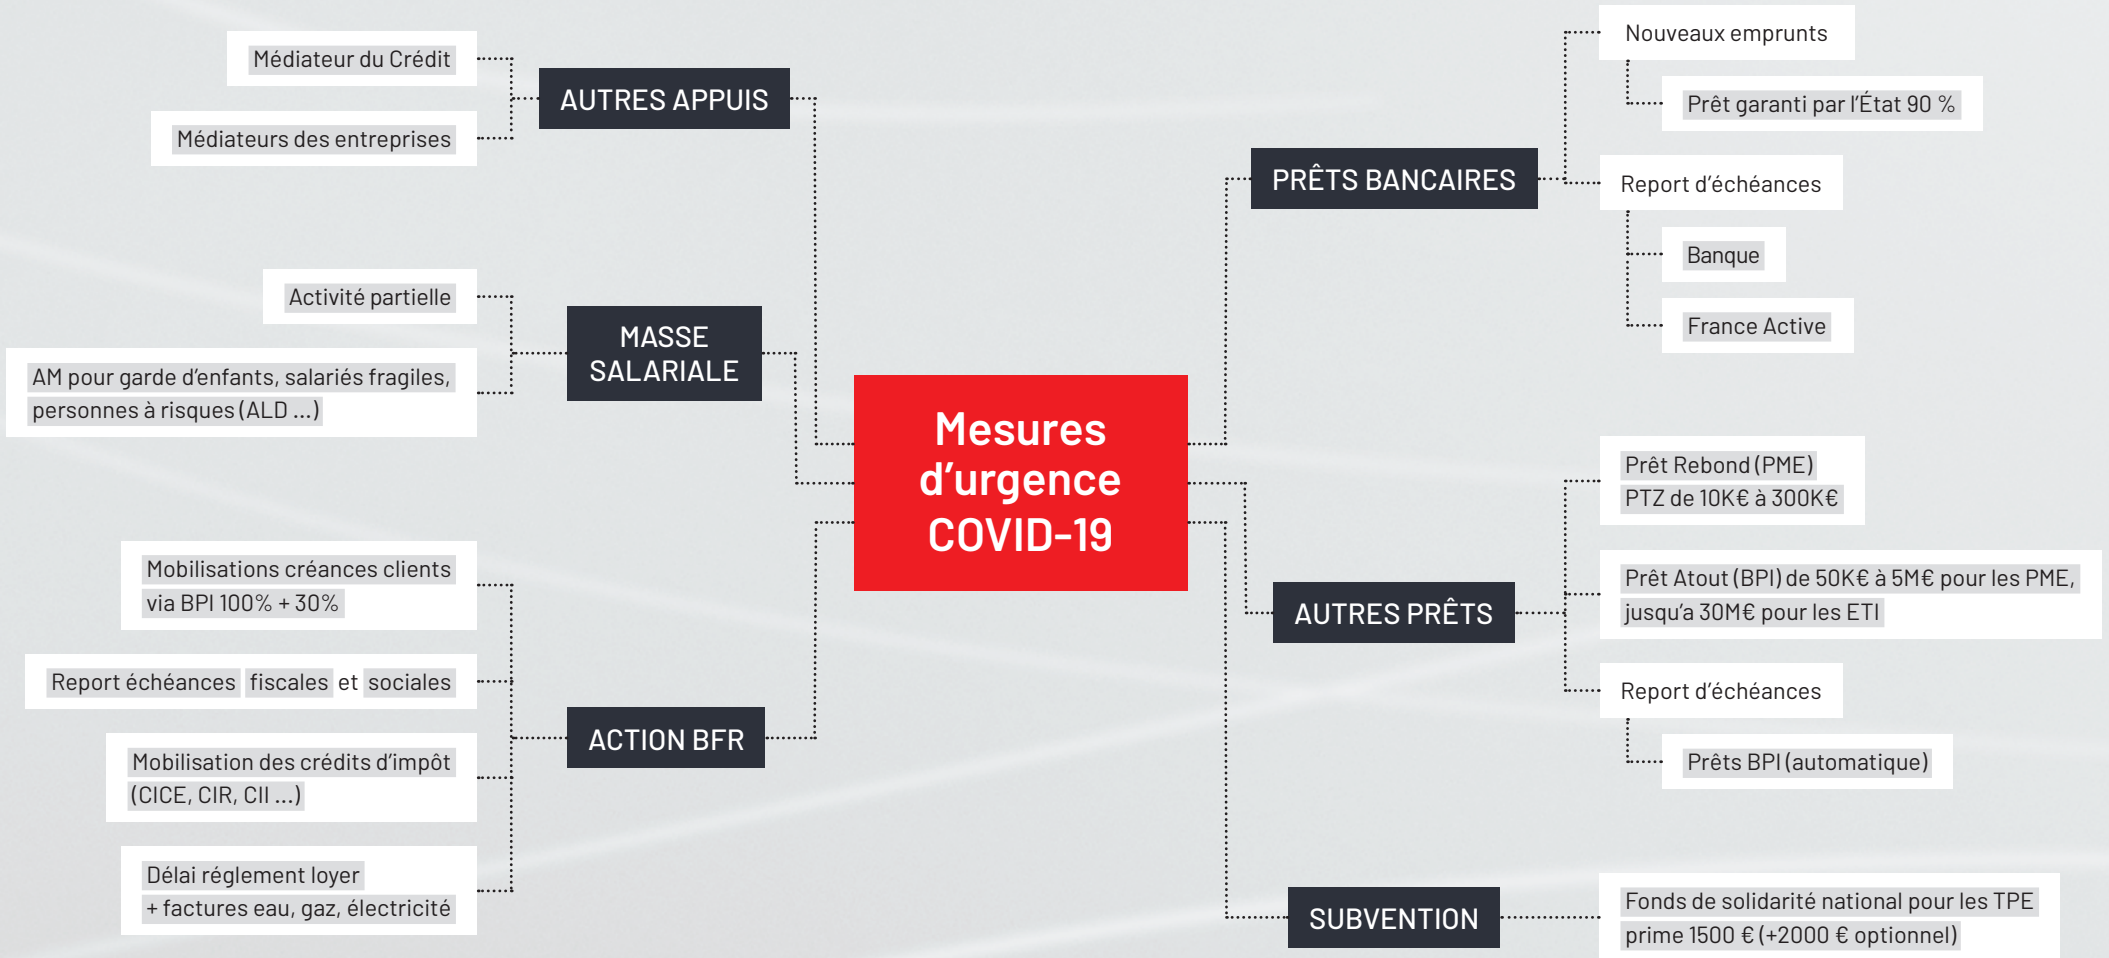 Mesures
d'urgence
COVID-19
AUTRES APPUIS
Médiateur du Crédit
Médiateurs des entreprises
MASSE
SALARIALE
Activité partielle
AM pour garde d'enfants, salariés fragiles,
personnes à risques (ALD ...)
ACTION BFR
Mobilisations créances clients
via BPI 100% + 30%
Report échéances fiscales et sociales
Mobilisation des crédits d'impôt
(CICE, CIR, CII ...)
Délai réglement loyer
+ factures eau, gaz, électricité
PRÊTS BANCAIRES
Nouveaux emprunts
Prêt garanti par l'État 90 %
Report d'échéances
Banque
France Active
AUTRES PRÊTS
Prêt Rebond (PME)
PTZ de 10K€ à 300K€
Prêt Atout (BPI) de 50K€ à 5M€ pour les PME,
jusqu'a 30M€ pour les ETI
Report d'échéances
Prêts BPI (automatique)
SUBVENTION
Fonds de solidarité national pour les TPE
prime 1500 € (+2000 € optionnel)